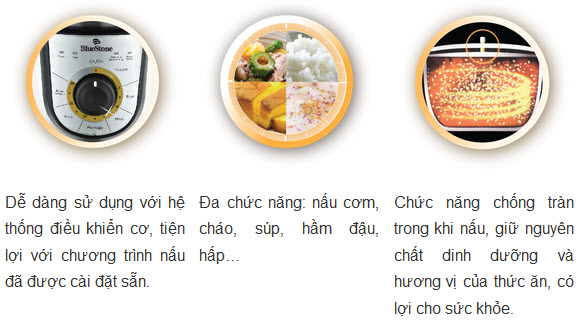 BlueStone
Dễ dàng sử dụng với hệ
thống điều khiển cơ, tiện
lợi với chương trình nấu
đã được cài đặt sẵn.
Đa chức năng: nấu cơm,
cháo, súp, hầm đậu,
hấp...
Chức năng chống tràn
trong khi nấu, giữ nguyên
chất dinh dưỡng và
hương vị của thức ăn, có
lợi cho sức khỏe.